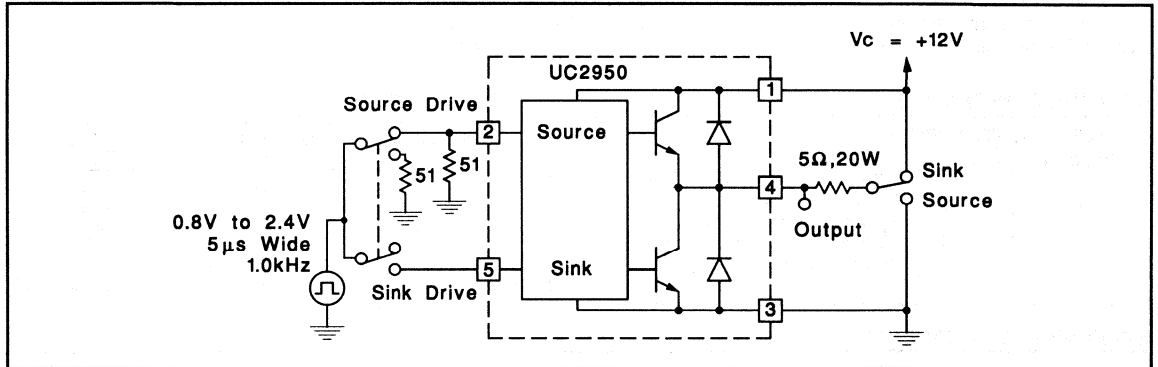 Vc = +12V
UC2950
1
Source Drive
2
Source
51
51
5Ω,20W
4
Sink
Source
Output
0.8V to 2.4V
5µs Wide
1.0kHz
5
Sink
Sink Drive
3